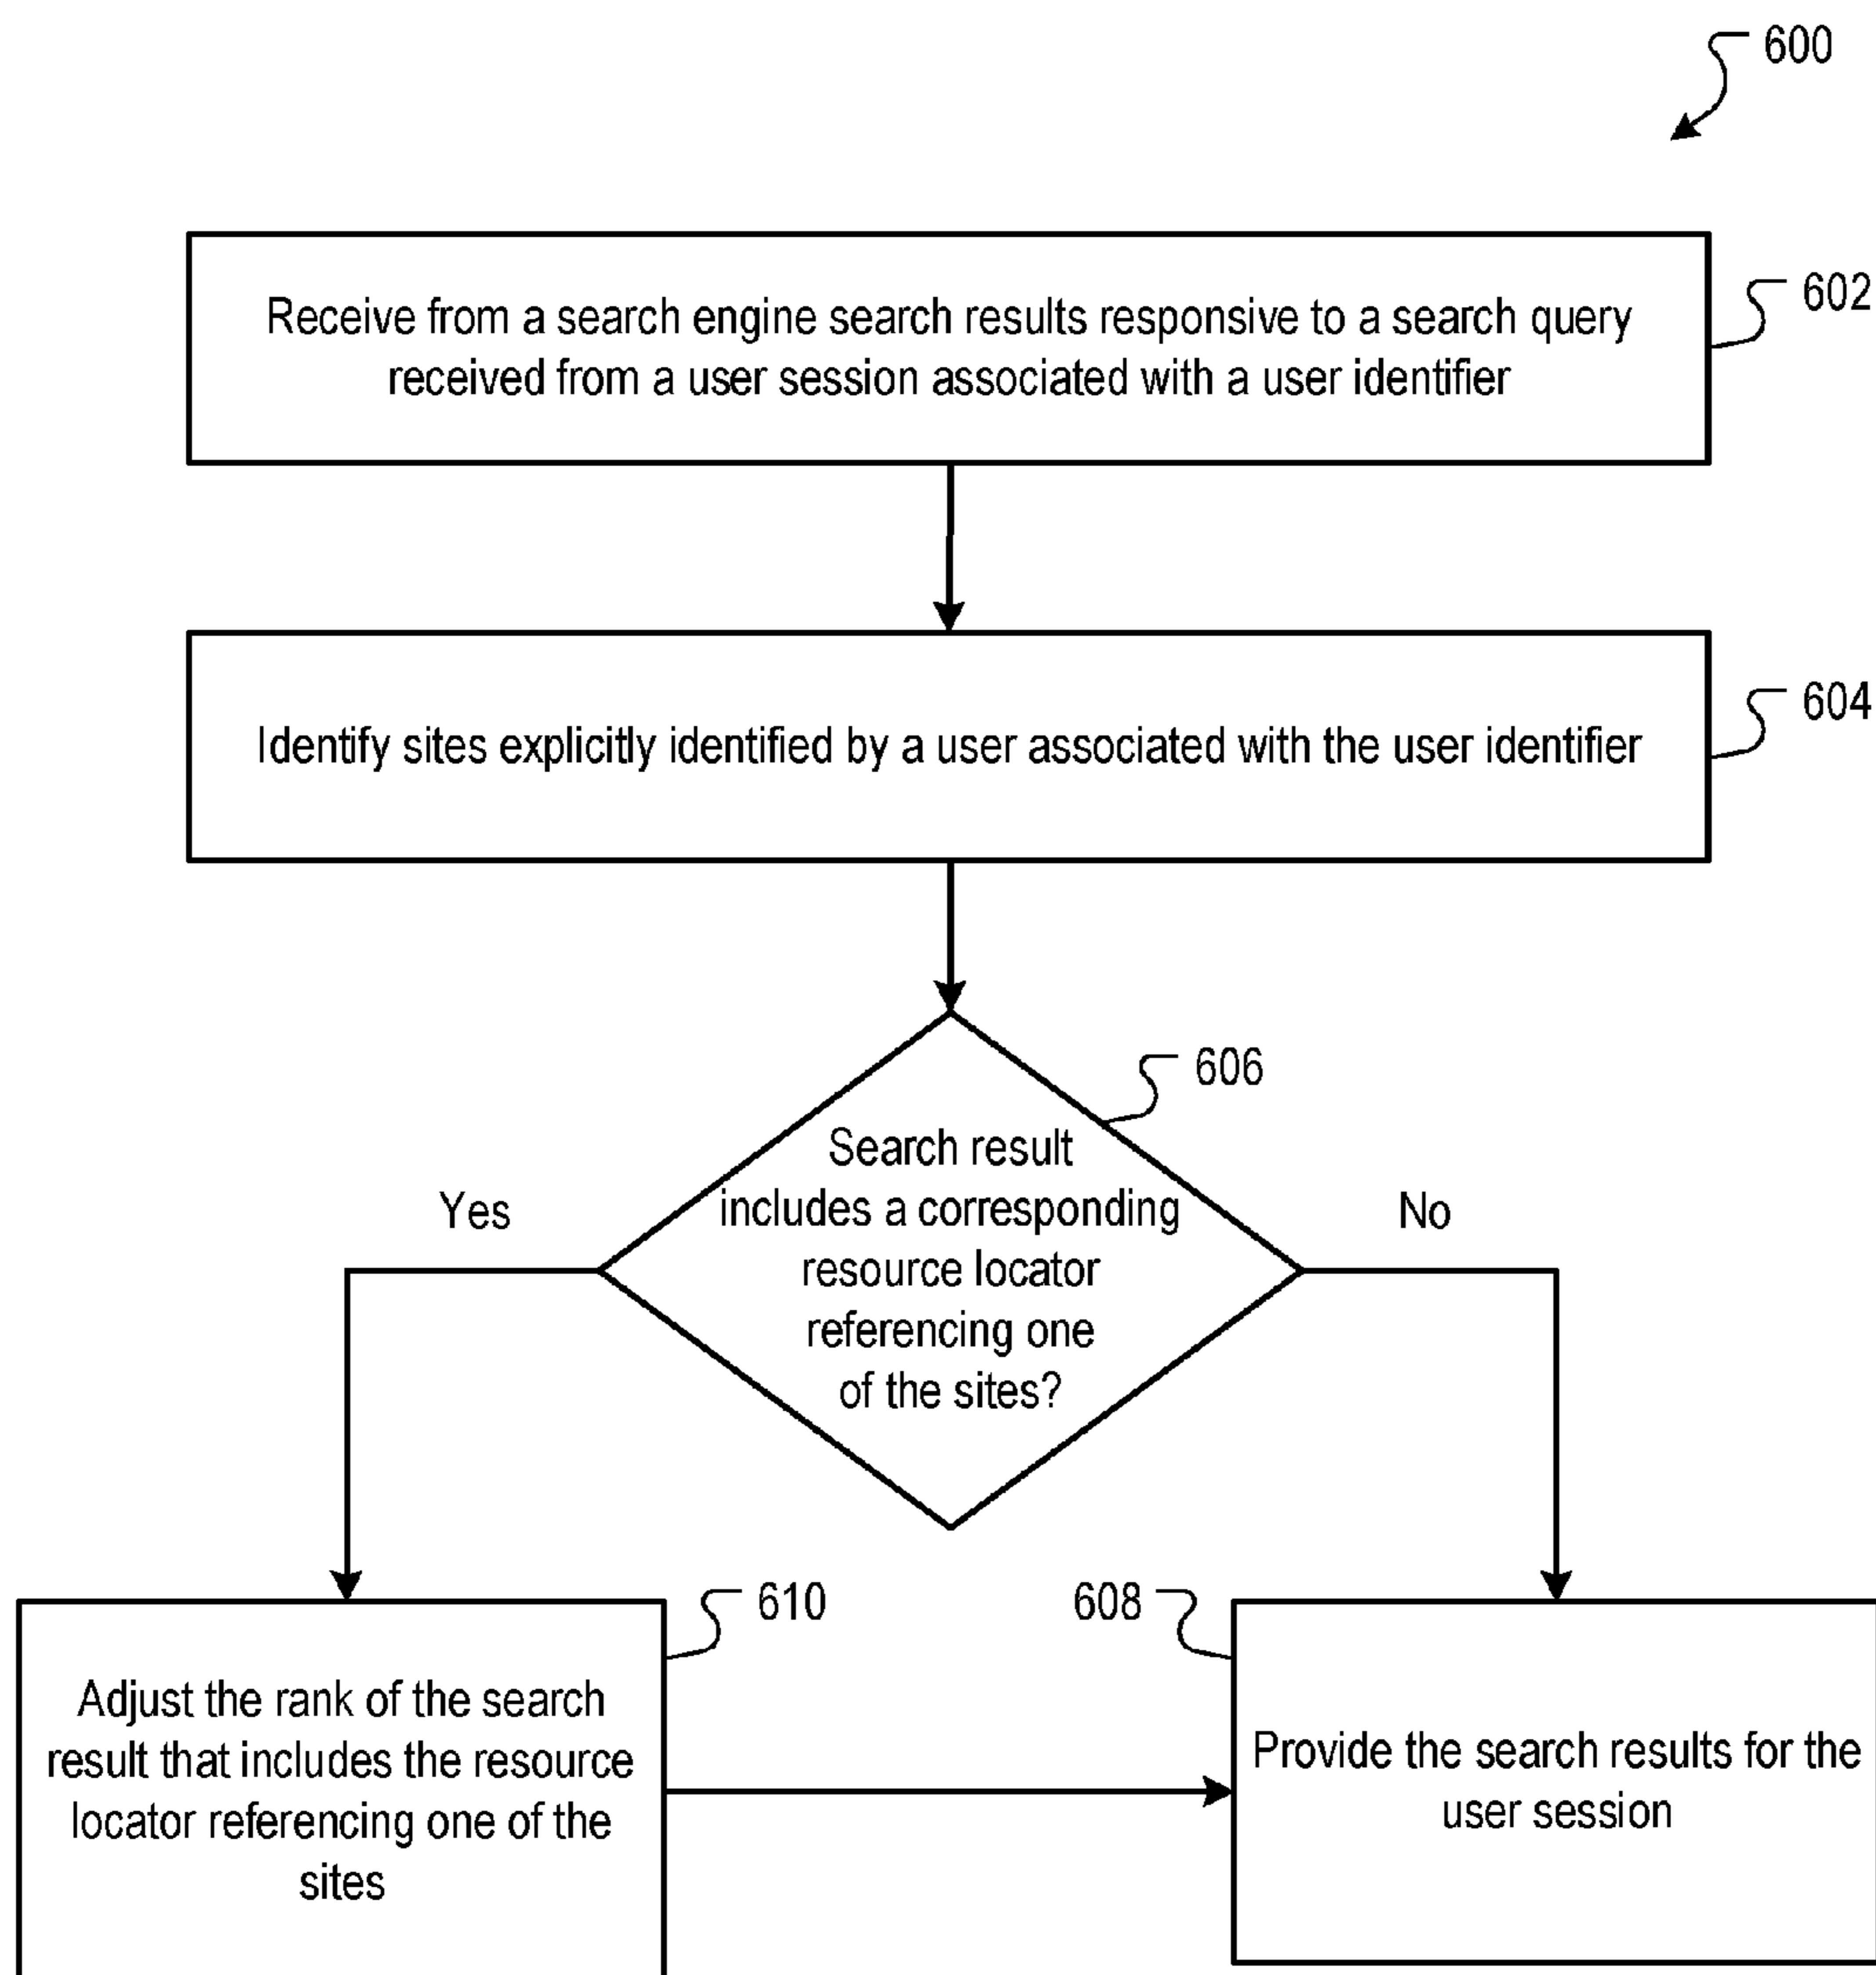 600
Receive from a search engine search results responsive to a search query
received from a user session associated with a user identifier
602
Identify sites explicitly identified by a user associated with the user identifier
604
606
Search result
includes a corresponding
resource locator
referencing one
of the sites?
Yes
No
610
608
Adjust the rank of the search
result that includes the resource
locator referencing one of the
sites
Provide the search results for the
user session